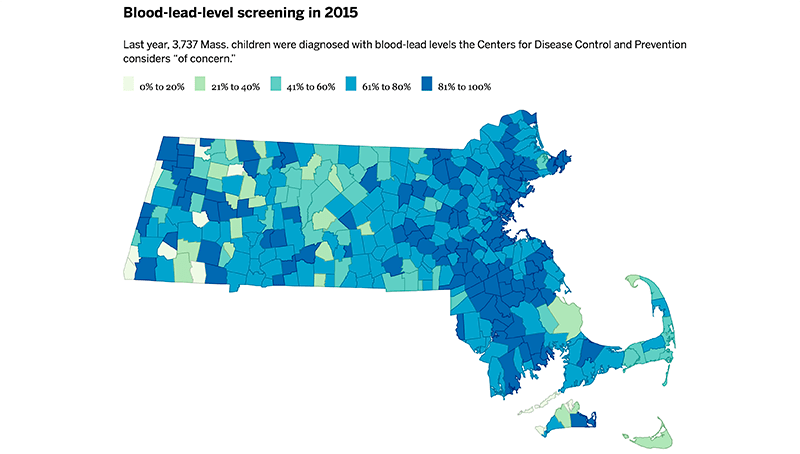 Blood-lead-level screening in 2015
Last year, 3,737 Mass. children were diagnosed with blood-lead levels the Centers for Disease Control and Prevention
considers “of concern.”
0% to 20% 21% to 40% 41% to 60% 61% to 80% 81% to 100%